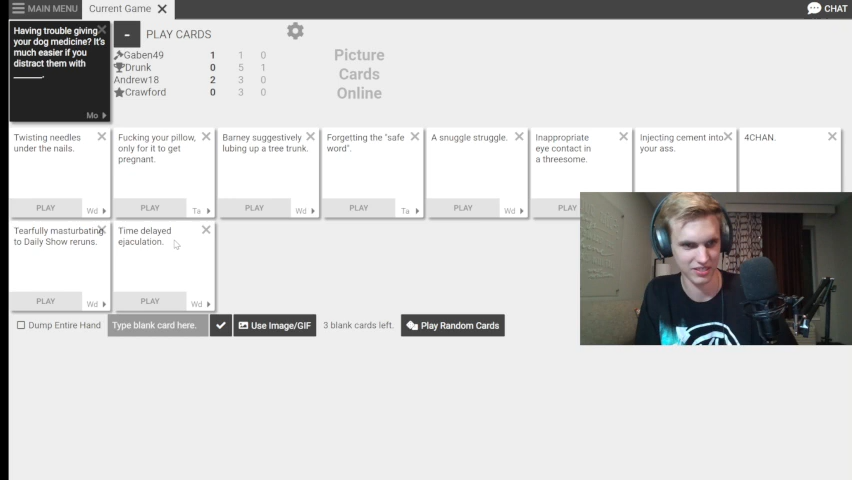 MAIN MENU
Current Game
CHAT
Having trouble giving
your dog medicine? It's
much easier if you
distract them with
______.
Mo
-
PLAY CARDS
Gaben49 1 1 0
Drunk 0 5 1
Andrew18 2 3 0
Crawford 0 3 0
Picture
Cards
Online
Twisting needles
under the nails.
PLAY
Wd
Fucking your pillow,
only for it to get
pregnant.
PLAY
Ta
Barney suggestively
lubing up a tree trunk.
PLAY
Wd
Forgetting the "safe
word".
PLAY
Ta
A snuggle struggle.
PLAY
Wd
Inappropriate
eye contact in
a threesome.
PLAY
Injecting cement into
your ass.
4CHAN.
Tearfully masturbating
to Daily Show reruns.
PLAY
Wd
Time delayed
ejaculation.
PLAY
Wd
Dump Entire Hand
Type blank card here.
Use Image/GIF
3 blank cards left.
Play Random Cards